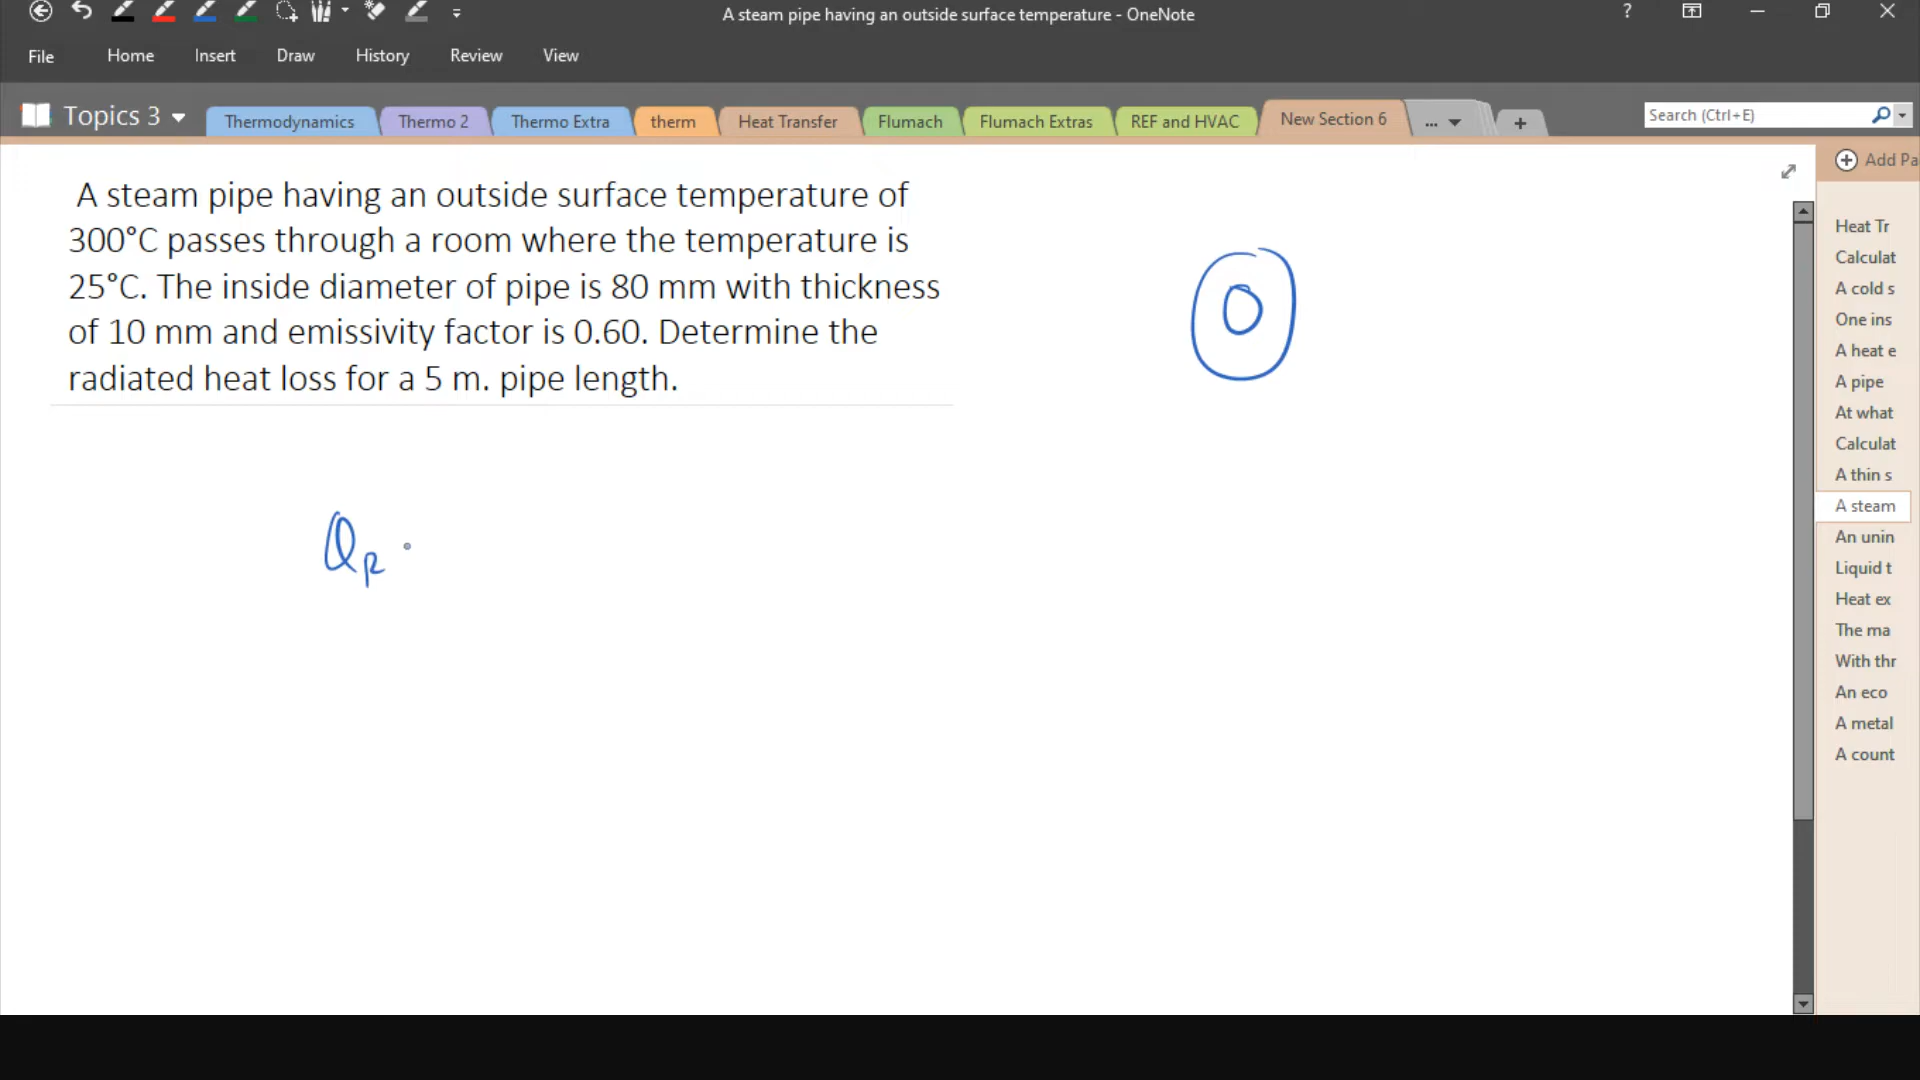 A steam pipe having an outside surface temperature - OneNote
?
File Home Insert Draw History Review View
Topics 3 Thermodynamics Thermo 2 Thermo Extra therm Heat Transfer Flumach Flumach Extras REF and HVAC New Section 6 ... + Search (Ctrl+E)
Add Pa
A steam pipe having an outside surface temperature of
300°C passes through a room where the temperature is
25°C. The inside diameter of pipe is 80 mm with thickness
of 10 mm and emissivity factor is 0.60. Determine the
radiated heat loss for a 5 m. pipe length.
QR
Heat Tr
Calculat
A cold s
One ins
A heat e
A pipe
At what
Calculat
A thin s
A steam
An unin
Liquid t
Heat ex
The ma
With thr
An eco
A metal
A count